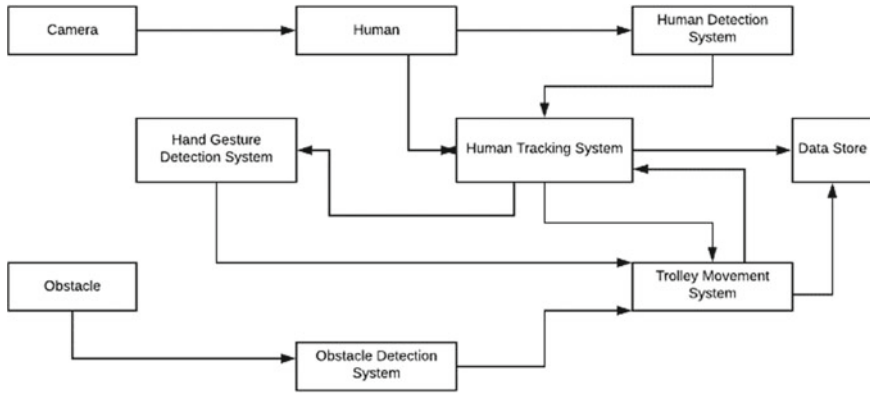 Camera
Human
Human Detection
System
Hand Gesture
Detection System
Human Tracking System
Data Store
Obstacle
Trolley Movement
System
Obstacle Detection
System